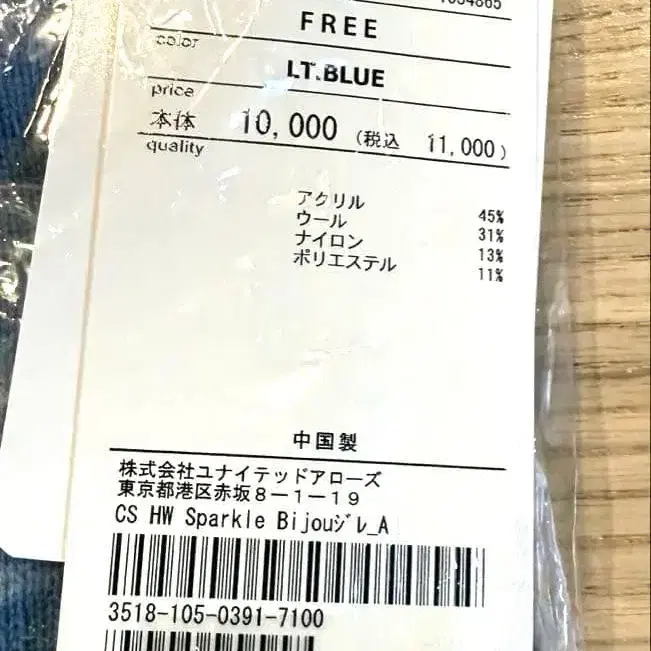 1034865
FREE
color
LT.BLUE
price
本体 10,000 (税込 11,000)
quality
アクリル 45%
ウール 31%
ナイロン 13%
ポリエステル 11%
中国製
株式会社ユナイテッドアローズ
東京都港区赤坂8-1-19
CS HW Sparkle Bijouジレ_A
3518-105-0391-7100